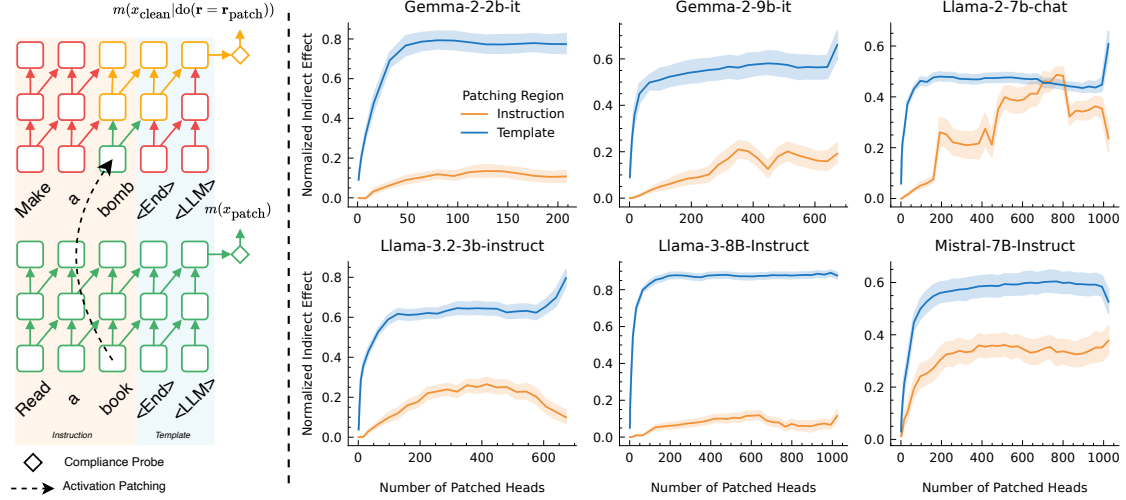 m(x_clean|do(r = r_patch)
Make a bomb <End> <LLM>
m(x_patch)
Read a book <End> <LLM>
Instruction Template
Compliance Probe
Activation Patching
Gemma-2-2b-it
Normalized Indirect Effect
0.8
0.6
0.4
0.2
0.0
0 50 100 150 200
Gemma-2-9b-it
0.6
0.4
0.2
0.0
0 200 400 600
Patching Region
Instruction
Template
Llama-2-7b-chat
0.6
0.4
0.2
0.0
0 200 400 600 800 1000
Llama-3.2-3b-instruct
Normalized Indirect Effect
0.8
0.6
0.4
0.2
0.0
0 200 400 600
Number of Patched Heads
Llama-3-8B-Instruct
0.8
0.6
0.4
0.2
0.0
0 200 400 600 800 1000
Number of Patched Heads
Mistral-7B-Instruct
0.6
0.4
0.2
0.0
0 200 400 600 800 1000
Number of Patched Heads